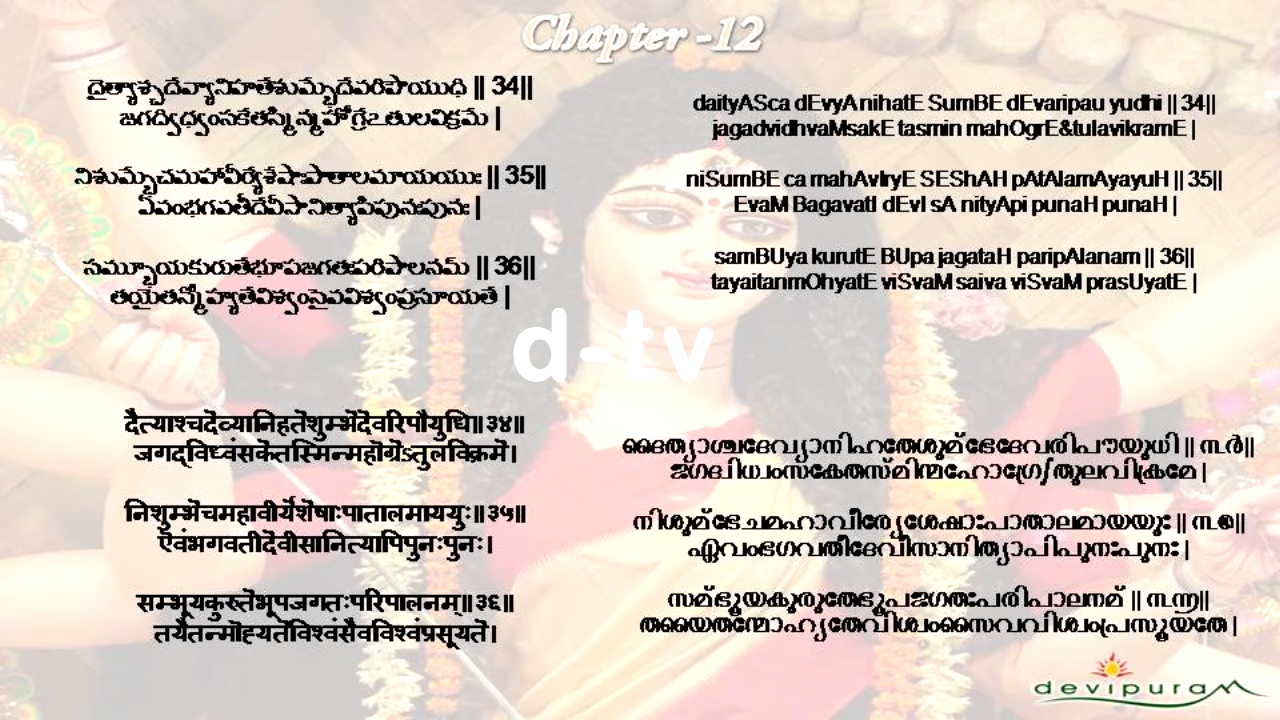 Chapter -12
దైత్యాశ్చదేవ్యానిహతేశుమ్భేదేవరిపౌయుధి || 34||
జగద్విధ్వంసకేతస్మిన్మహోగ్రేఽతులవిక్రమే |
నిశుమ్భేచమహావీర్యేశేషాఃపాతాలమాయయుః || 35||
ఏవంభగవతీదేవీసానిత్యాపిపునఃపునః |
సమ్భూయకురుతేభూపజగతఃపరిపాలనమ్ || 36||
తయైతన్మోహ్యతేవిశ్వంసైవవిశ్వంప్రసూయతే |
daityASca dEvyA nihatE SumBE dEvaripau yudhi || 34||
jagadvidhvaMsakE tasmin mahOgrE&tulavikramE |
niSumBE ca mahAvIryE SEShAH pAtAlamAyayuH || 35||
EvaM BagavatI dEvI sA nityApi punaH punaH |
samBUya kurutE BUpa jagataH paripAlanam || 36||
tayaitanmOhyatE viSvaM saiva viSvaM prasUyatE |
d-tv
दैत्याश्चदॆव्यानिहतॆशुम्भॆदॆवरिपौयुधि॥३४॥
जगद्विध्वंसकॆतस्मिन्महॊग्रॆऽतुलविक्रमॆ।
निशुम्भॆचमहावीर्यॆशॆषाःपातालमाययुः॥३५॥
ऎवंभगवतीदॆवीसानित्यापिपुनःपुनः।
सम्भूयकुरुतॆभूपजगतःपरिपालनम्॥३६॥
तयैतन्मॊह्यतॆविश्वंसैवविश्वंप्रसूयतॆ।
ദൈത്യാശ്ചദേവ്യാനിഹതേശുമ്ഭേദേവരിപൗയുധി || ൩൪||
ജഗദ്വിധ്വംസകേതസ്മിന്മഹോഗ്രേഽതുലവിക്രമേ |
നിശുമ്ഭേചമഹാവീര്യേശേഷാഃപാതാലമായയുഃ || ൩൫||
ഏവംഭഗവതീദേവീസാനിത്യാപിപുനഃപുനഃ |
സമ്ഭൂയകുരുതേഭൂപജഗതഃപരിപാലനമ് || ൩൬||
തയൈതന്മോഹ്യതേവിശ്വംസൈവവിശ്വംപ്രസൂയതേ |
devipuram